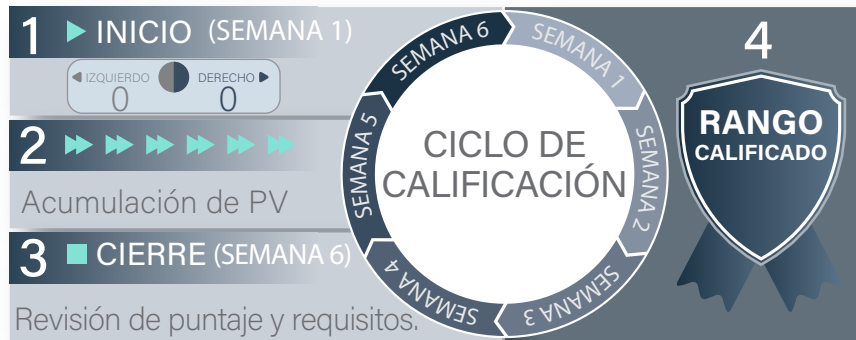 1 INICIO (SEMANA 1)
IZQUIERDO DERECHO
0 0
2
Acumulación de PV
3 CIERRE (SEMANA 6)
Revisión de puntaje y requisitos.
SEMANA 1
SEMANA 2
SEMANA 3
SEMANA 4
SEMANA 5
SEMANA 6
CICLO DE
CALIFICACIÓN
4
RANGO
CALIFICADO